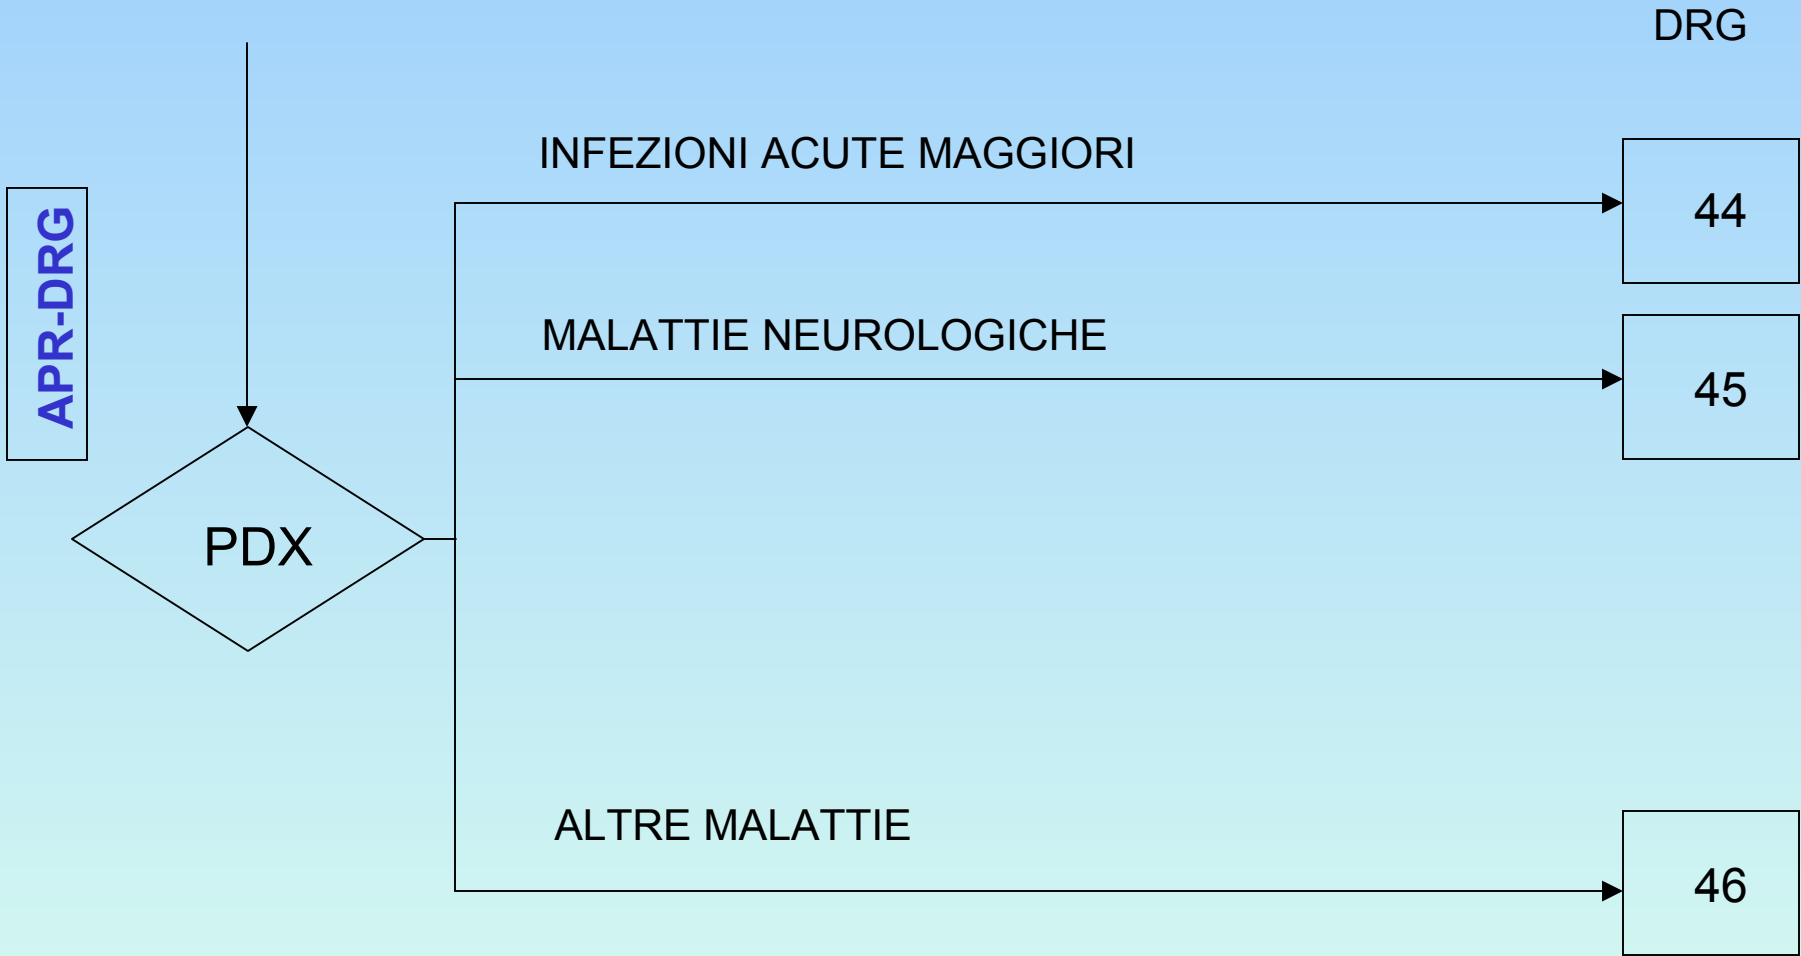 DRG
APR-DRG
INFEZIONI ACUTE MAGGIORI
44
MALATTIE NEUROLOGICHE
45
PDX
ALTRE MALATTIE
46